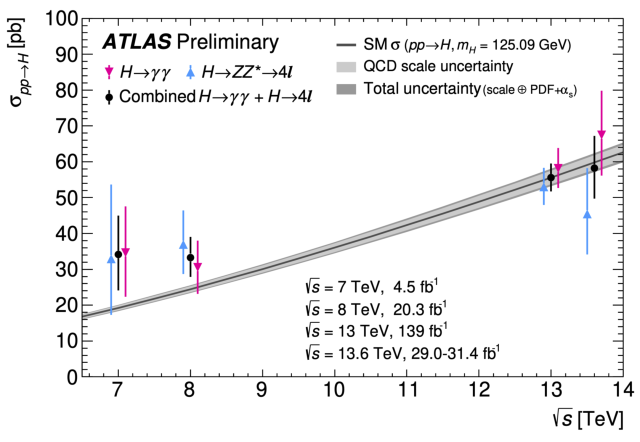 ATLAS Preliminary
H→γγ H→ZZ*→4l
Combined H→γγ + H→4l
SM σ (pp→H, mH = 125.09 GeV)
QCD scale uncertainty
Total uncertainty (scale ⊕ PDF+αs)
σpp→H [pb]
100
90
80
70
60
50
40
30
20
10
0
√s = 7 TeV, 4.5 fb-1
√s = 8 TeV, 20.3 fb-1
√s = 13 TeV, 139 fb-1
√s = 13.6 TeV, 29.0-31.4 fb-1
7 8 9 10 11 12 13 14
√s [TeV]